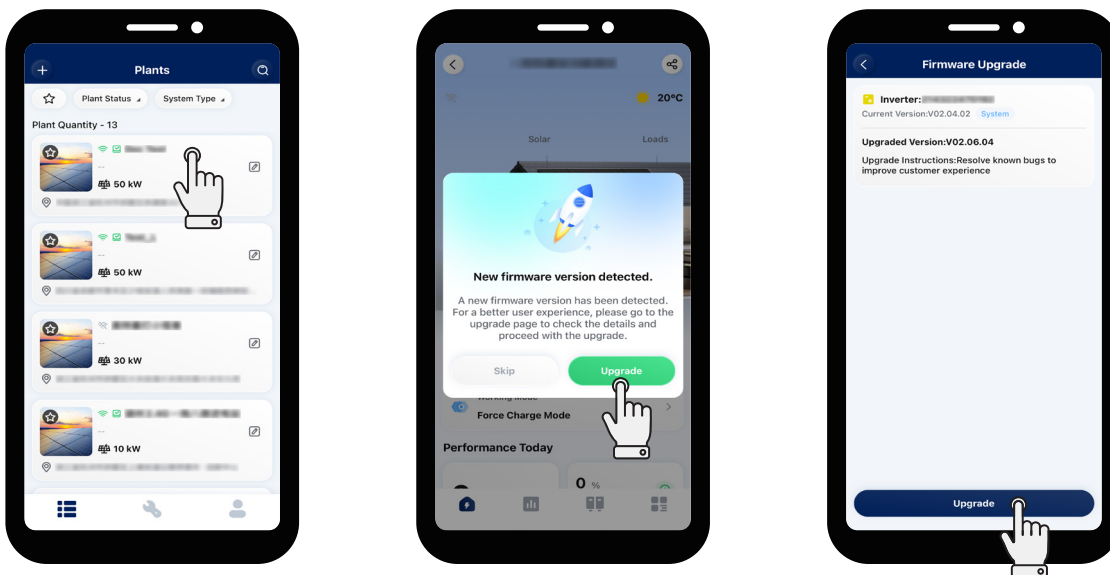 Plants
Plant Status
System Type
Plant Quantity - 13
--
50 kW
--
50 kW
--
30 kW
--
10 kW
20°C
Solar
Loads
New firmware version detected.
A new firmware version has been detected.
For a better user experience, please go to the
upgrade page to check the details and
proceed with the upgrade.
Skip
Upgrade
Working Mode
Force Charge Mode
Performance Today
0 %
Firmware Upgrade
Inverter:
Current Version:V02.04.02 System
Upgraded Version:V02.06.04
Upgrade Instructions:Resolve known bugs to
improve customer experience
Upgrade